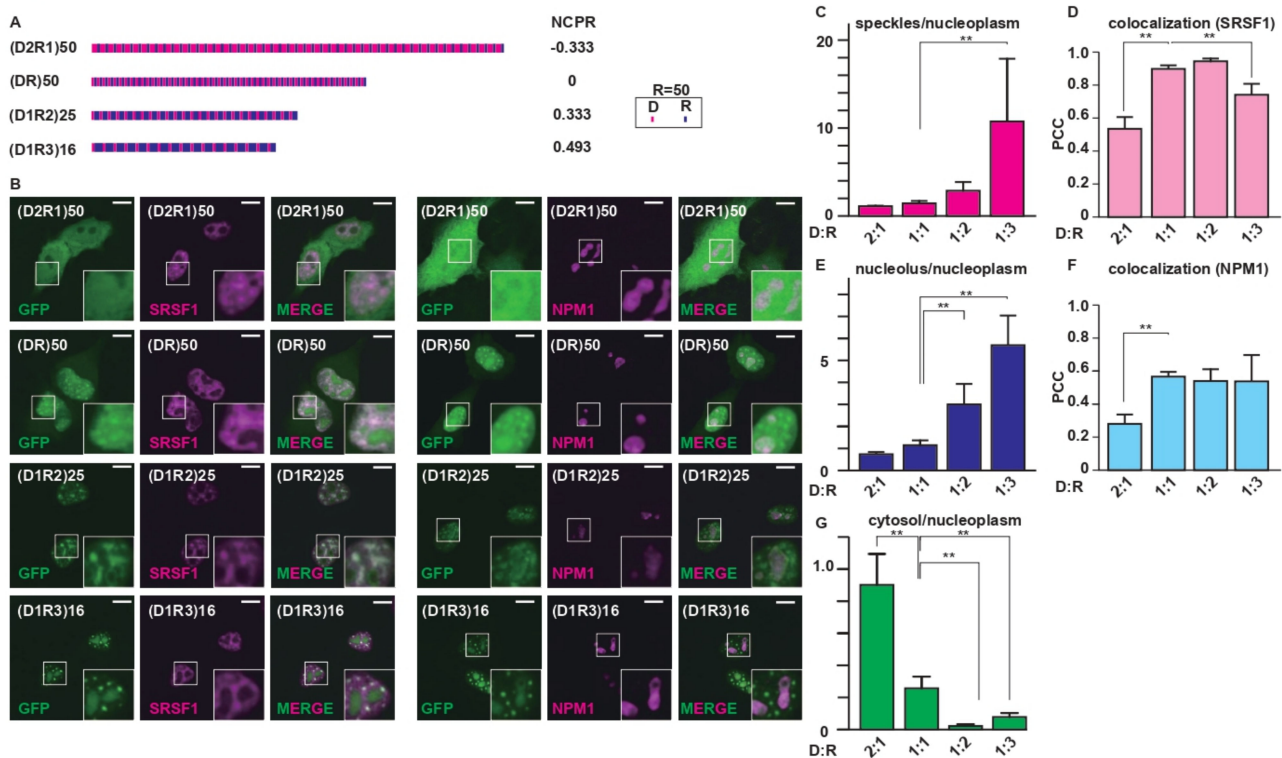 A
NCPR
(D2R1)50
-0.333
(DR)50
0
(D1R2)25
0.333
(D1R3)16
0.493
R=50
D R
B
(D2R1)50 (D2R1)50 (D2R1)50 (D2R1)50 (D2R1)50 (D2R1)50
GFP SRSF1 MERGE GFP NPM1 MERGE
(DR)50 (DR)50 (DR)50 (DR)50 (DR)50 (DR)50
GFP SRSF1 MERGE GFP NPM1 MERGE
(D1R2)25 (D1R2)25 (D1R2)25 (D1R2)25 (D1R2)25 (D1R2)25
GFP SRSF1 MERGE GFP NPM1 MERGE
(D1R3)16 (D1R3)16 (D1R3)16 (D1R3)16 (D1R3)16 (D1R3)16
GFP SRSF1 MERGE GFP NPM1 MERGE
C
speckles/nucleoplasm
20
**
10
0
D:R 2:1 1:1 1:2 1:3
D
colocalization (SRSF1)
1.0
** **
0.8
0.6
PCC
0.4
0.2
0
2:1 1:1 1:2 1:3
E
nucleolus/nucleoplasm
**
**
5
0
D:R 2:1 1:1 1:2 1:3
F
colocalization (NPM1)
1.0
0.8
**
0.6
PCC
0.4
0.2
0
D:R 2:1 1:1 1:2 1:3
G
cytosol/nucleoplasm
** **
**
1.0
0
D:R 2:1 1:1 1:2 1:3